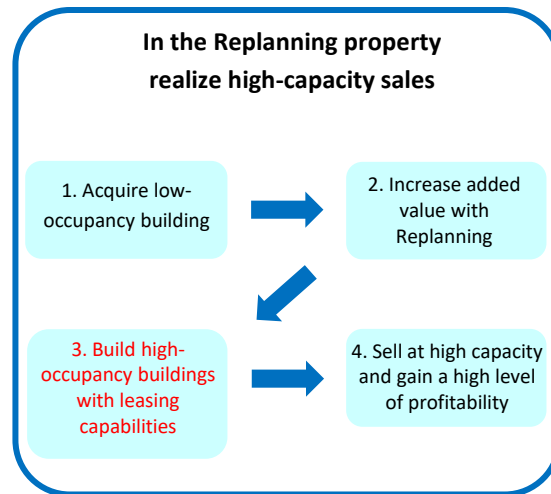 In the Replanning property
realize high-capacity sales
1. Acquire low-
occupancy building
2. Increase added
value with
Replanning
3. Build high-
occupancy buildings
with leasing
capabilities
4. Sell at high capacity
and gain a high level
of profitability